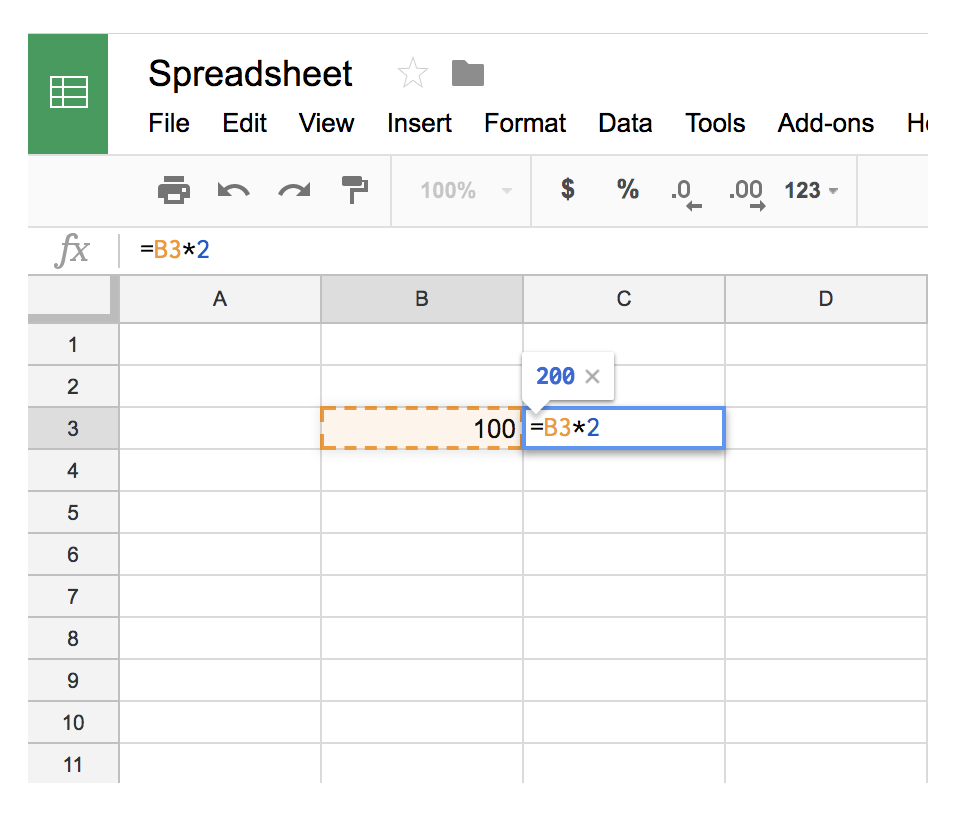 Spreadsheet
File Edit View Insert Format Data Tools Add-ons
100% $ % .0 .00 123
fx =B3*2
A B C D
1
2
200 ×
3 100 =B3*2
4
5
6
7
8
9
10
11